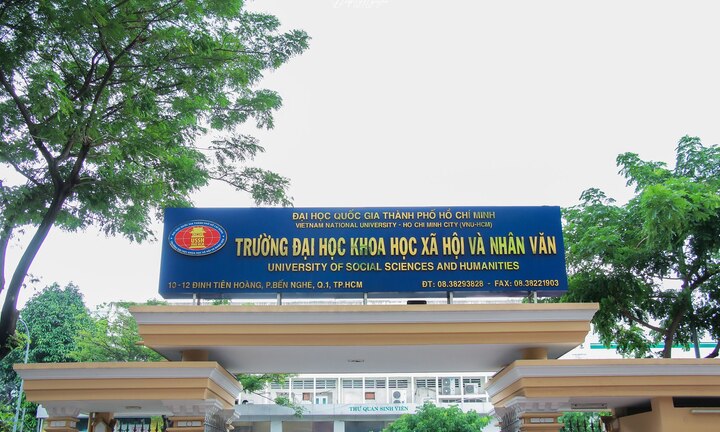 ĐẠI HỌC QUỐC GIA THÀNH PHỐ HỒ CHÍ MINH
VIETNAM NATIONAL UNIVERSITY - HO CHI MINH CITY (VNU-HCM)
TRƯỜNG ĐẠI HỌC KHOA HỌC XÃ HỘI VÀ NHÂN VĂN
UNIVERSITY OF SOCIAL SCIENCES AND HUMANITIES
USSH
10-12 ĐINH TIÊN HOÀNG, P.BẾN NGHÉ, Q.1, TP.HCM ĐT: 08.38293828 - FAX: 08.38221903
THƯ QUÁN SINH VIÊN